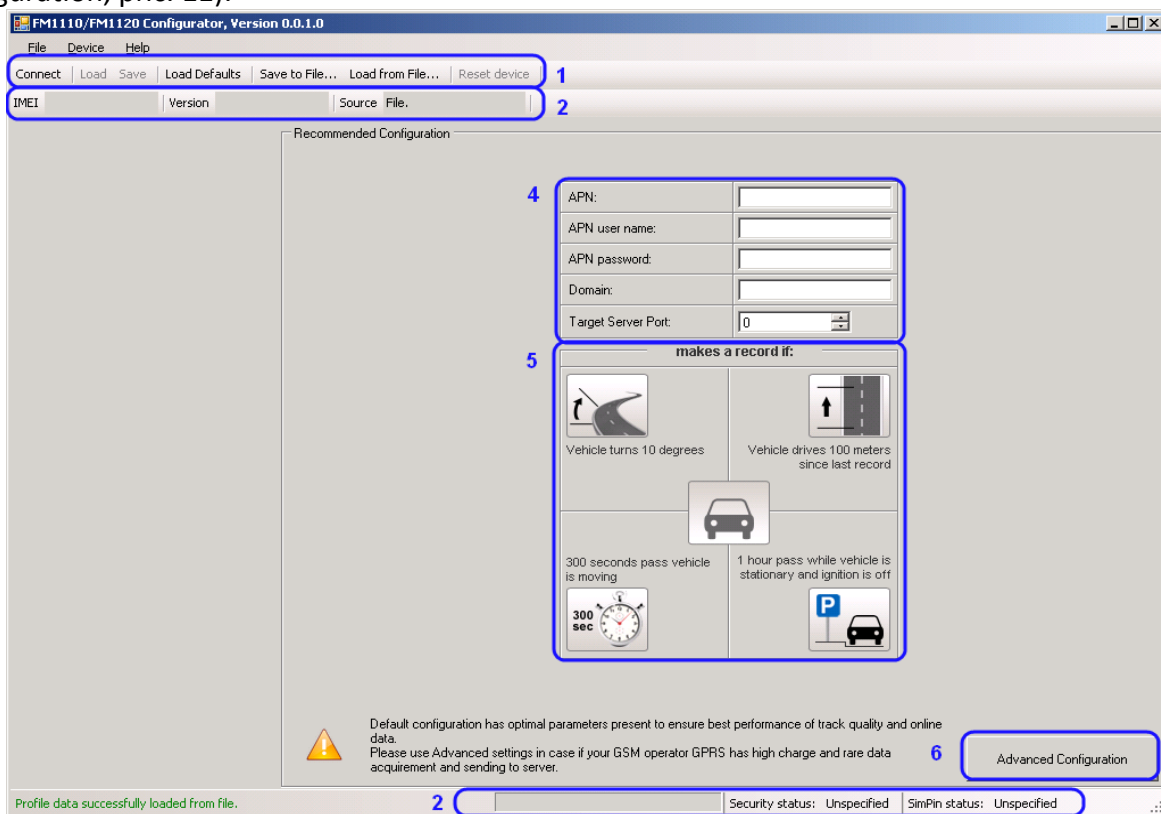 guration, pnel 22).
FM1110/FM1120 Configurator, Version 0.0.1.0
File Device Help
Connect Load Save Load Defaults Save to File... Load from File... Reset device 1
IMEI Version Source File. 2
Recommended Configuration
4
APN:
APN user name:
APN password:
Domain:
Target Server Port: 0
5
makes a record if:
Vehicle turns 10 degrees
Vehicle drives 100 meters
since last record
300 seconds pass vehicle
is moving
1 hour pass while vehicle is
stationary and ignition is off
300
sec
P
Default configuration has optimal parameters present to ensure best performance of track quality and online
data.
Please use Advanced settings in case if your GSM operator GPRS has high charge and rare data
acquirement and sending to server.
6
Advanced Configuration
Profile data successfully loaded from file.
2
Security status: Unspecified SimPin status: Unspecified